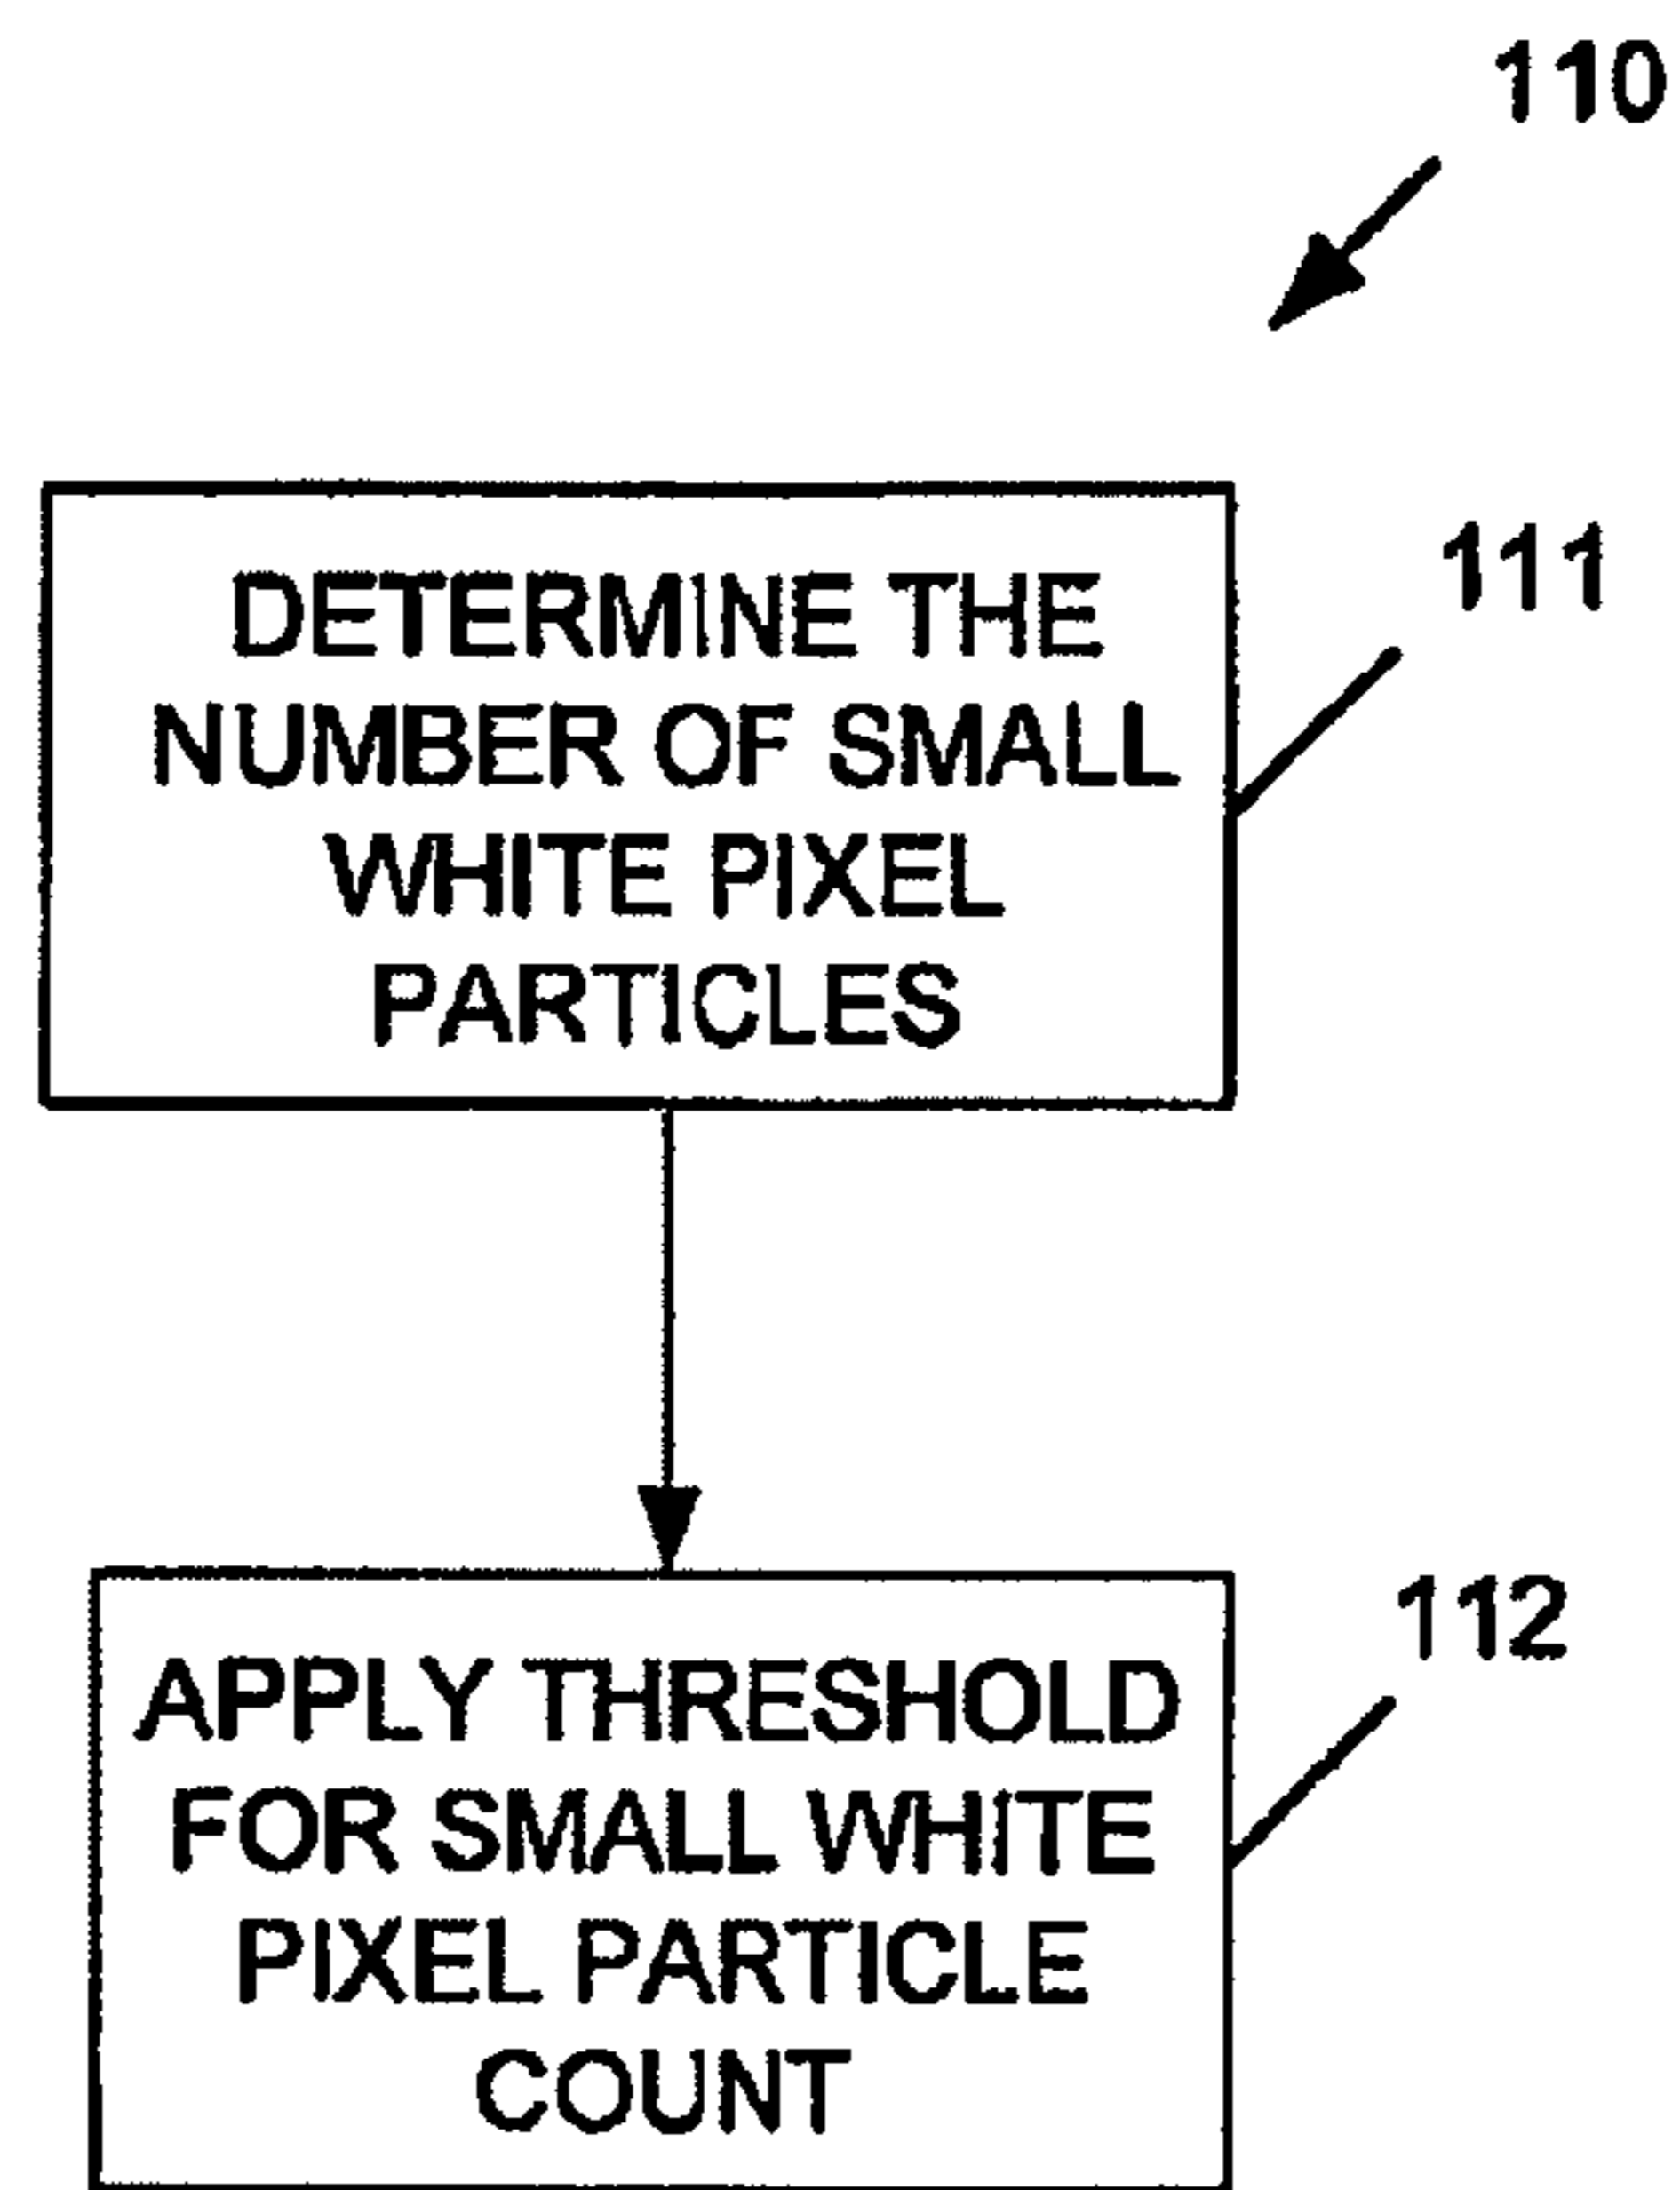 110
111
DETERMINE THE
NUMBER OF SMALL
WHITE PIXEL
PARTICLES
112
APPLY THRESHOLD
FOR SMALL WHITE
PIXEL PARTICLE
COUNT